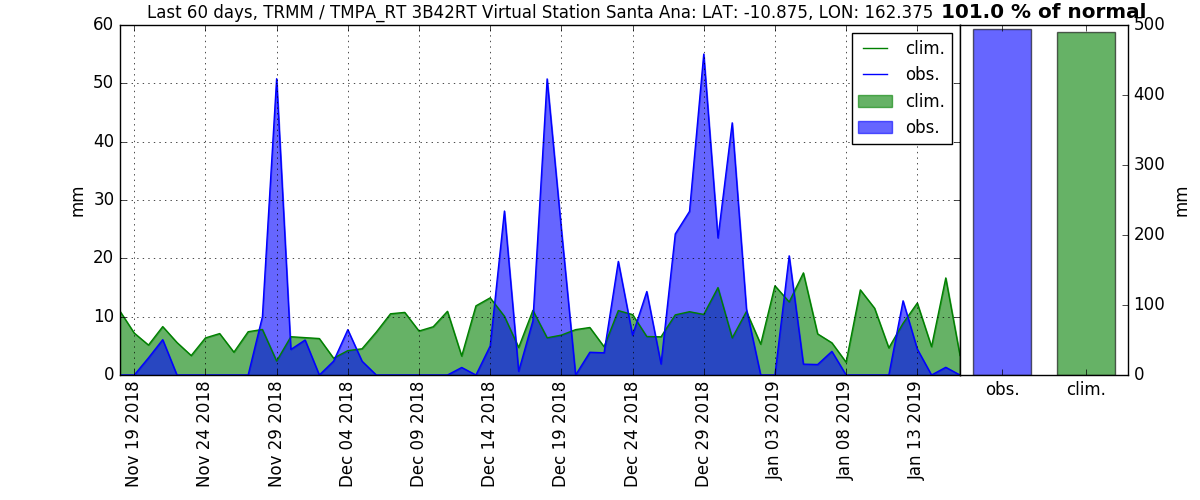 Last 60 days, TRMM / TMPA_RT 3B42RT Virtual Station Santa Ana: LAT: -10.875, LON: 162.375 101.0 % of normal
60
50
40
30
20
10
0
mm
clim.
obs.
clim.
obs.
500
400
300
200
100
0
mm
obs. clim.
Nov 19 2018
Nov 24 2018
Nov 29 2018
Dec 04 2018
Dec 09 2018
Dec 14 2018
Dec 19 2018
Dec 24 2018
Dec 29 2018
Jan 03 2019
Jan 08 2019
Jan 13 2019